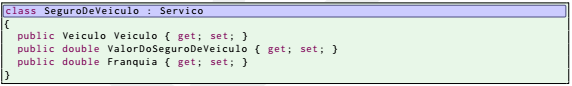 class SeguroDeVeiculo : Servico
{
  public Veiculo Veiculo { get; set; }
  public double ValorDoSeguroDeVeiculo { get; set; }
  public double Franquia { get; set; }
}